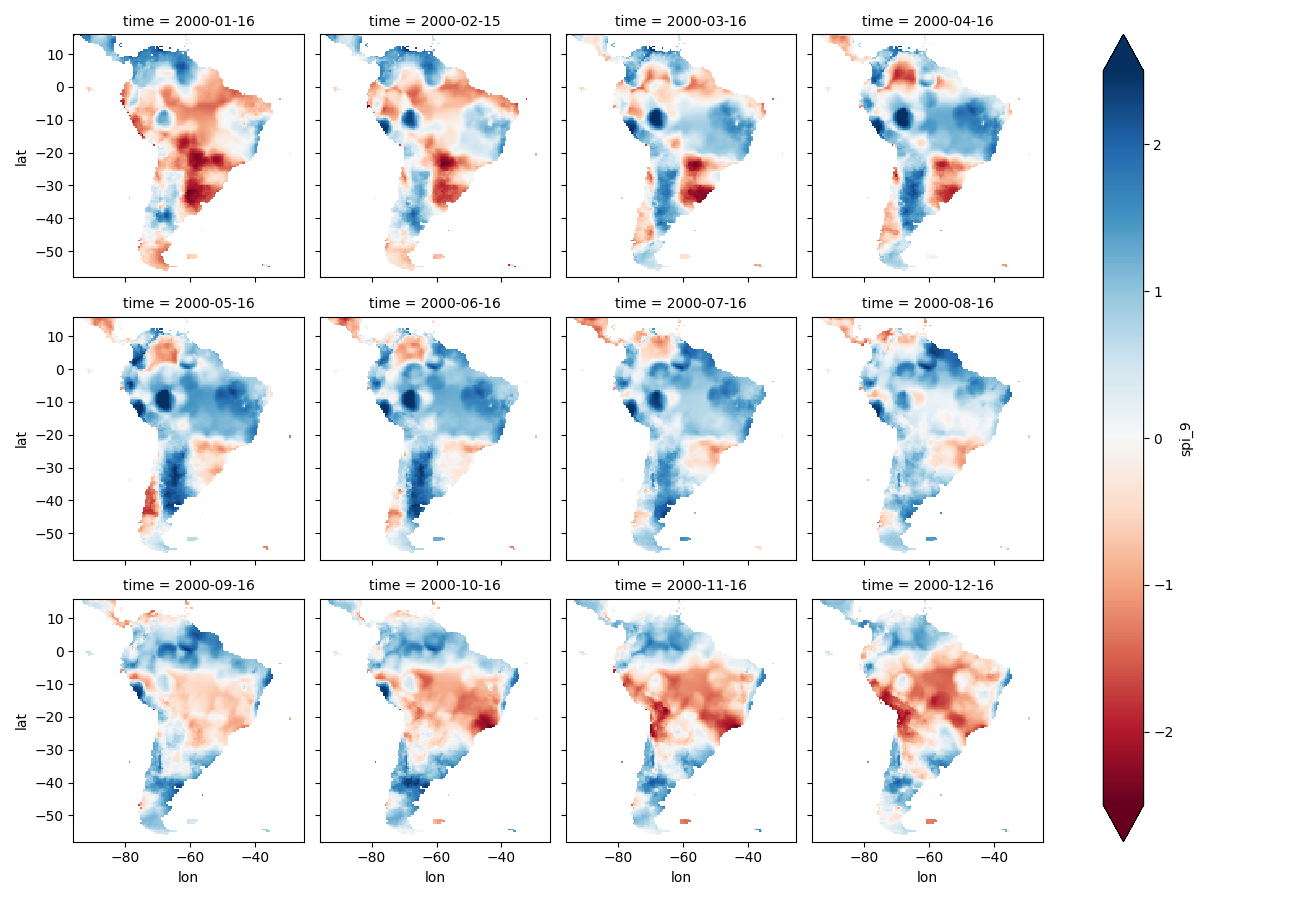 time = 2000-01-16
time = 2000-02-15
time = 2000-03-16
time = 2000-04-16
10
0
−10
−20
−30
−40
−50
lat
time = 2000-05-16
time = 2000-06-16
time = 2000-07-16
time = 2000-08-16
10
0
−10
−20
−30
−40
−50
lat
time = 2000-09-16
time = 2000-10-16
time = 2000-11-16
time = 2000-12-16
10
0
−10
−20
−30
−40
−50
lat
−80 −60 −40
lon
−80 −60 −40
lon
−80 −60 −40
lon
−80 −60 −40
lon
2
1
0
−1
−2
spi_9